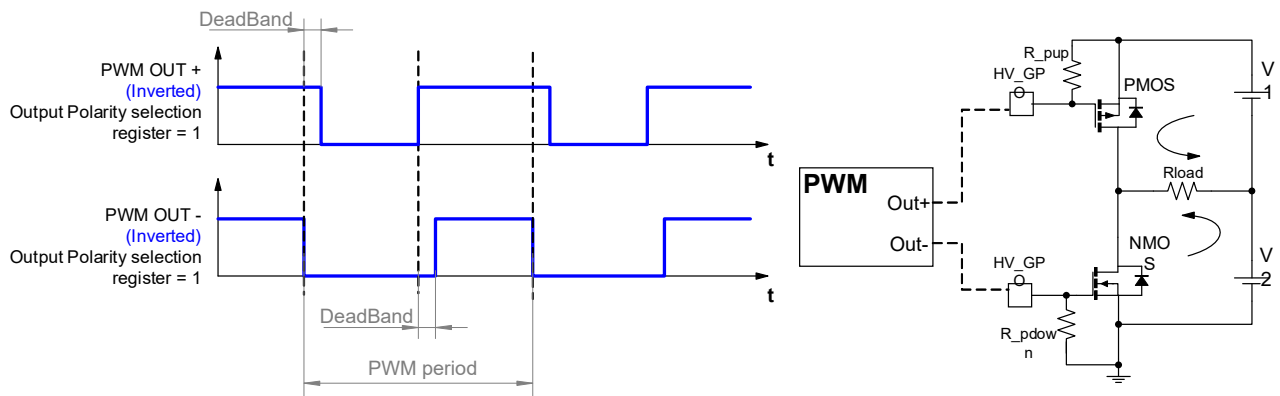 DeadBand
PWM OUT +
(Inverted)
Output Polarity selection
register = 1
t
PWM OUT -
(Inverted)
Output Polarity selection
register = 1
t
DeadBand
PWM period
PWM
Out+
Out-
HV_GP
O
R_pup
PMOS
V
1
Rload
NMO
S
V
2
HV_GP
O
R_pdow
n